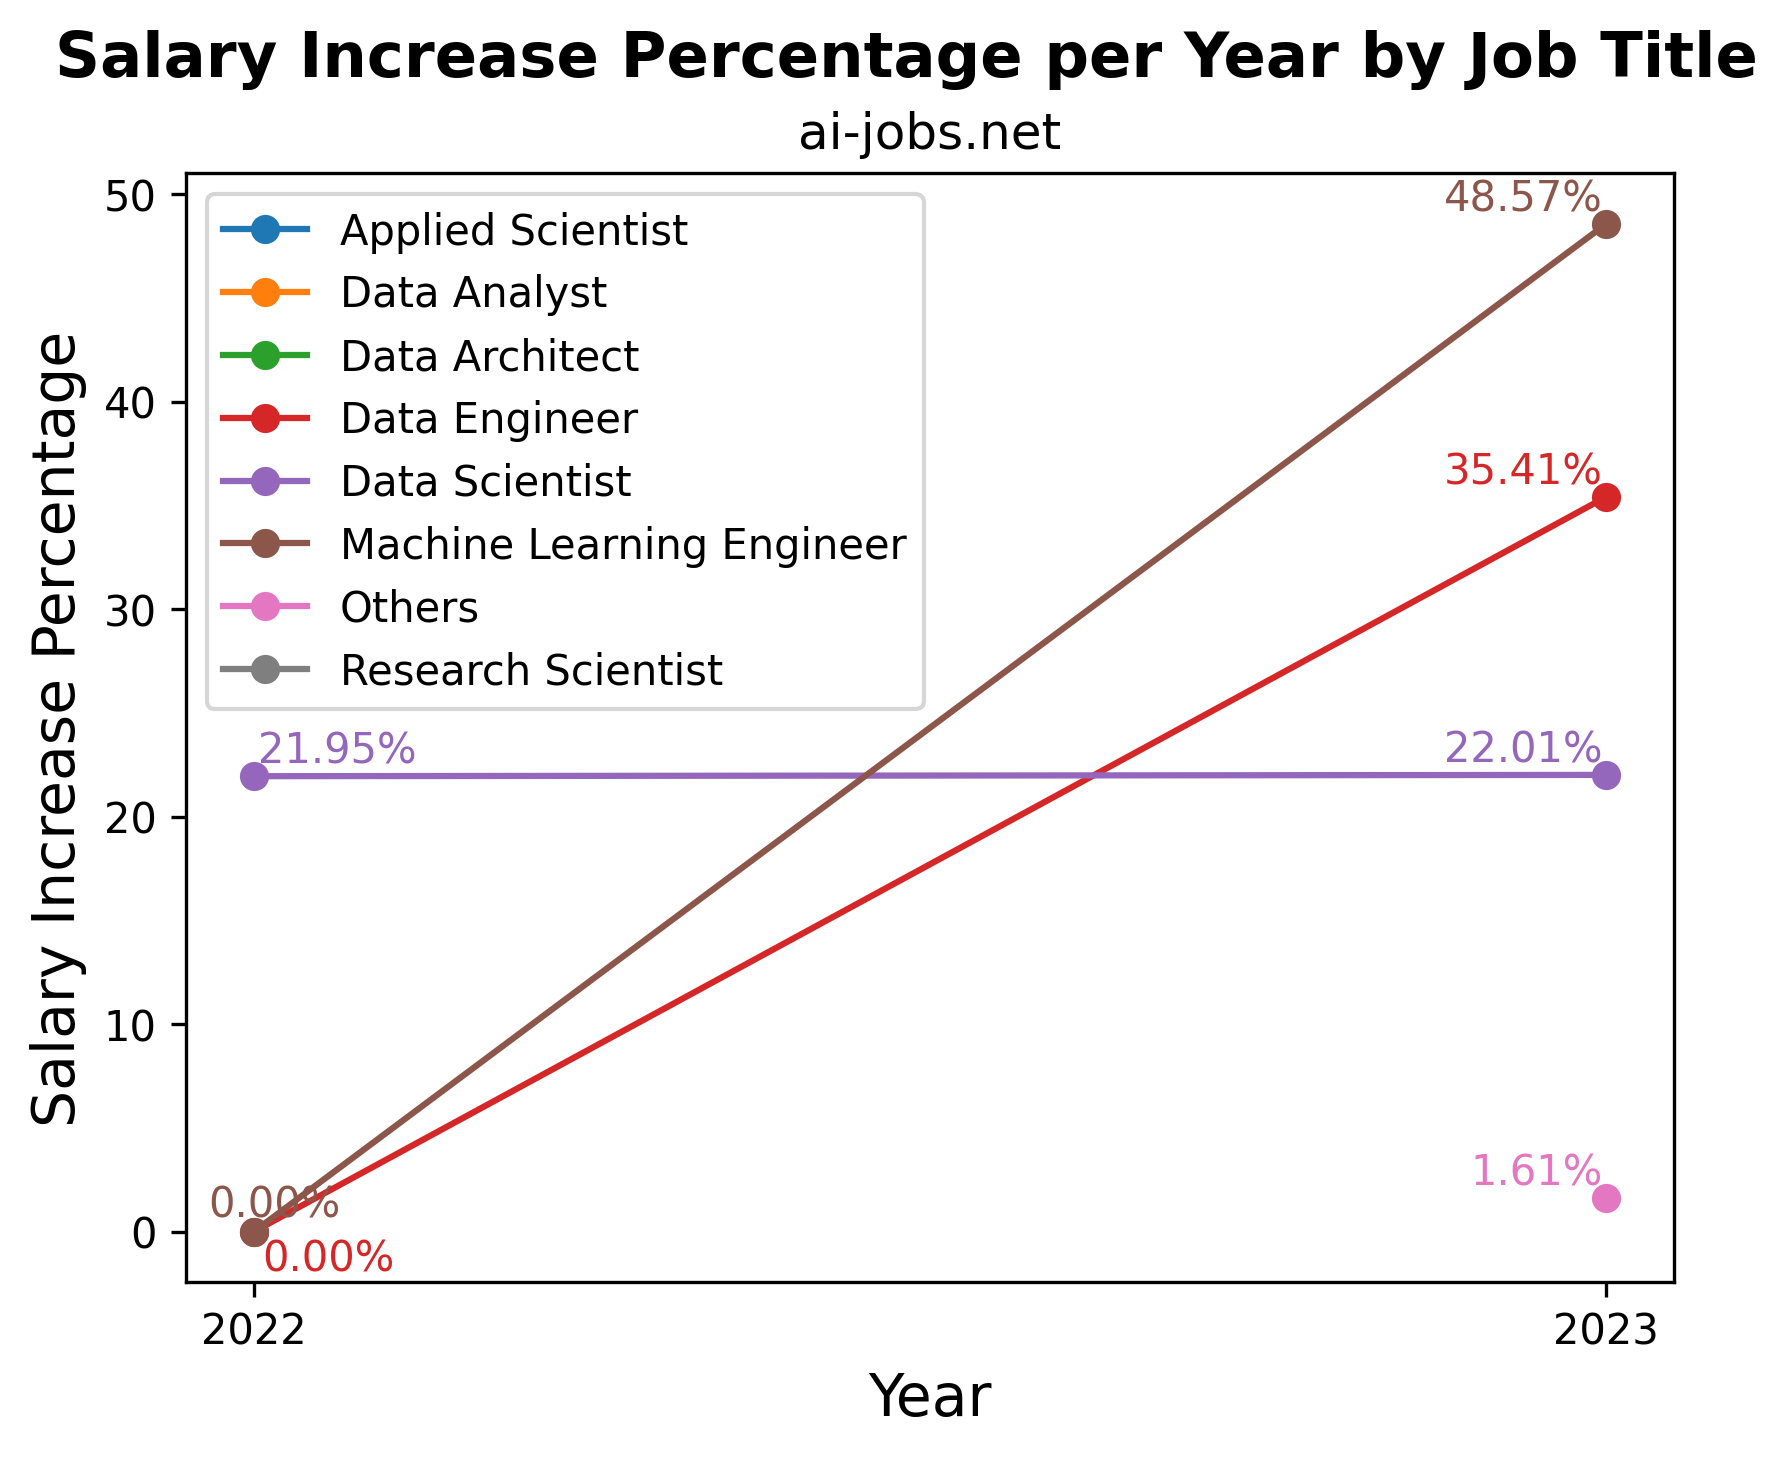 Salary Increase Percentage per Year by Job Title
ai-jobs.net
Salary Increase Percentage
50
40
30
20
10
0
Applied Scientist
Data Analyst
Data Architect
Data Engineer
Data Scientist
Machine Learning Engineer
Others
Research Scientist
48.57%
35.41%
21.95%
22.01%
1.61%
0.00%
0.00%
2022
2023
Year